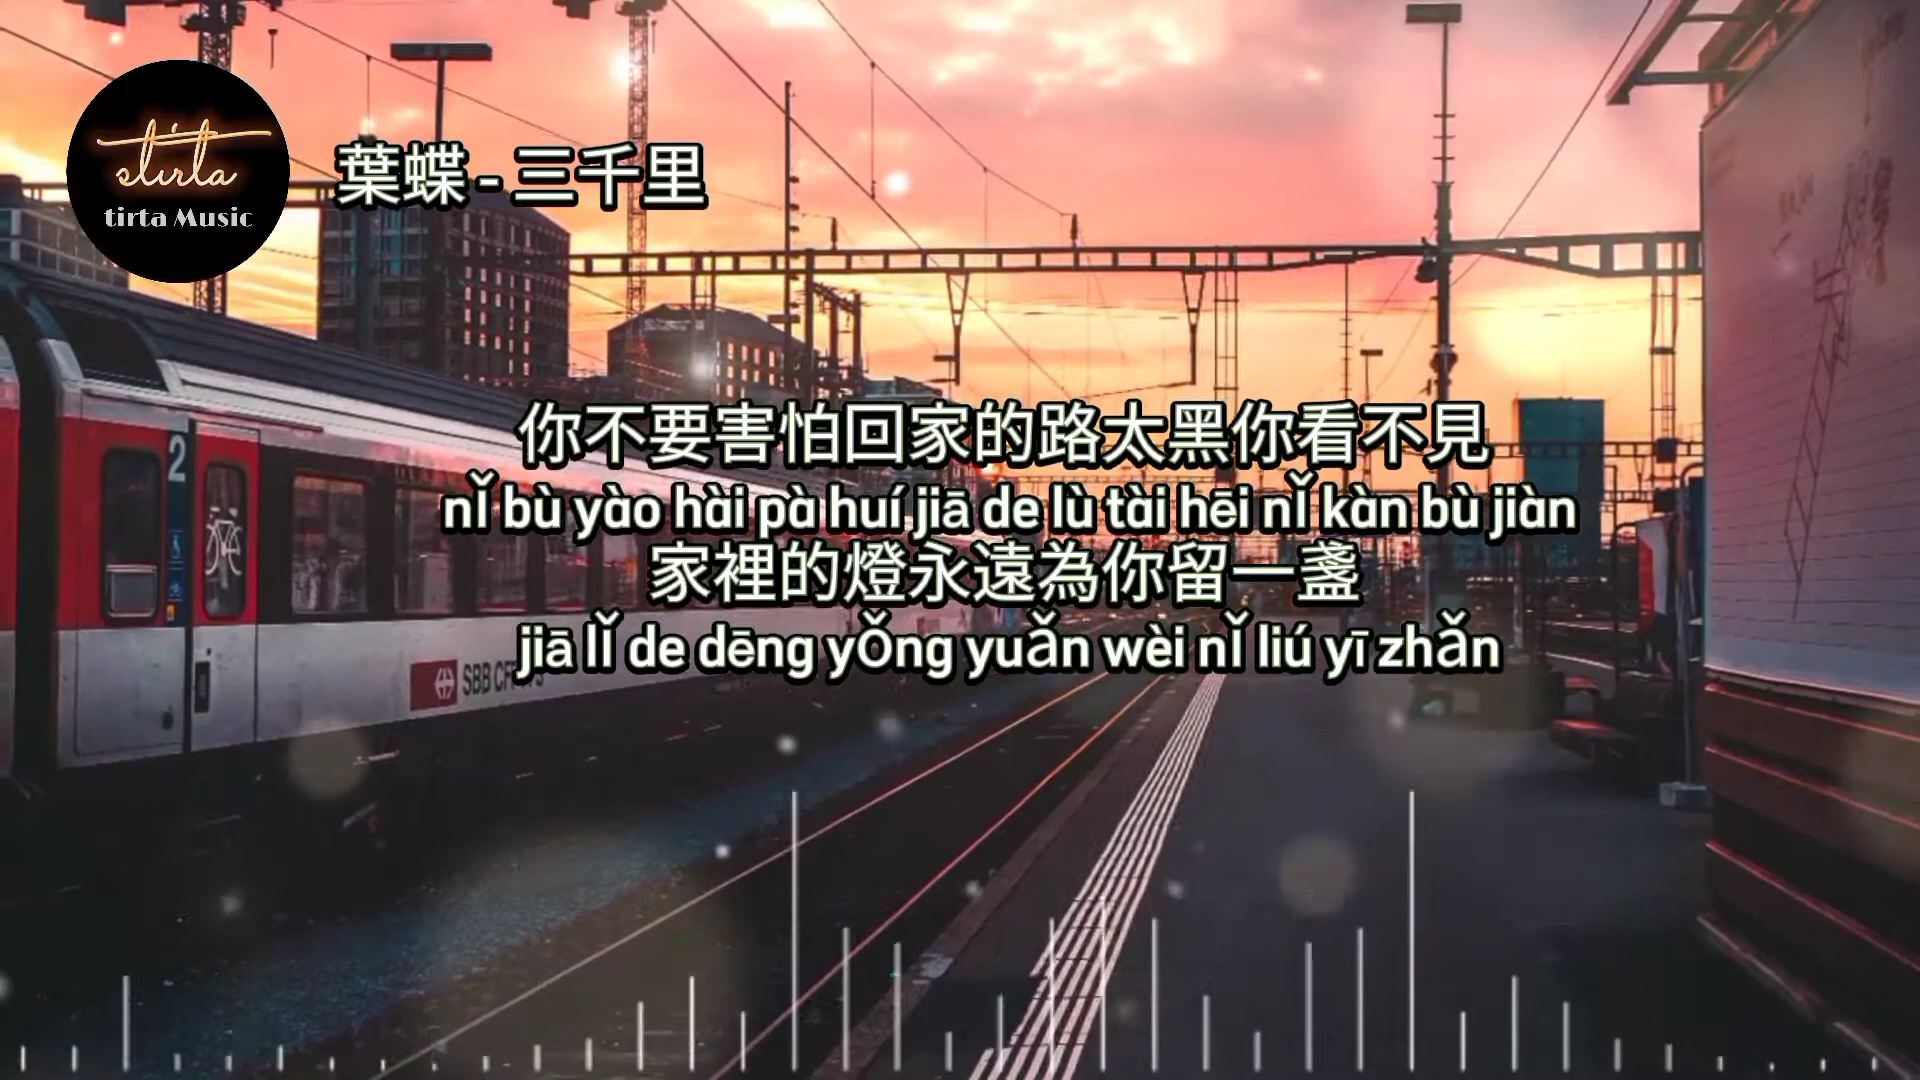 stirta
tirta Music
葉蝶 - 三千里
你不要害怕回家的路太黑你看不見
nǐ bù yào hài pà huí jiā de lù tài hēi nǐ kàn bù jiàn
家裡的燈永遠為你留一盞
jiā lǐ de dēng yǒng yuǎn wèi nǐ liú yī zhǎn
2
SBB CFF